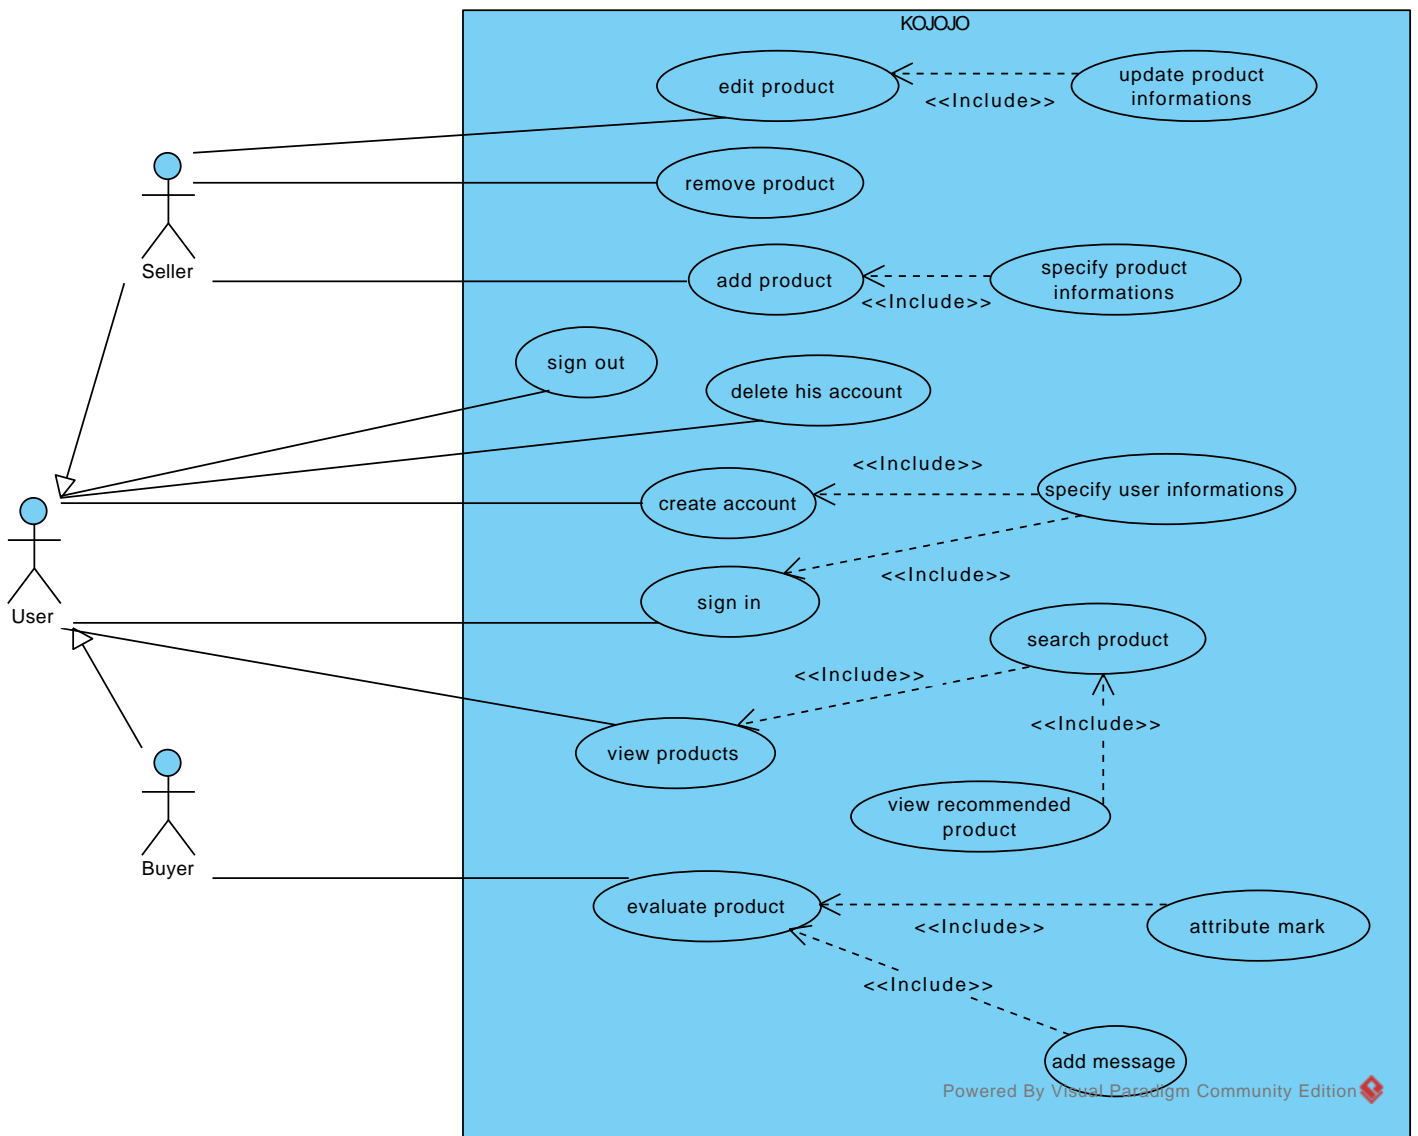 KOJOJO
edit product
<<Include>>
update product
informations
remove product
Seller
add product
<<Include>>
specify product
informations
sign out
delete his account
<<Include>>
create account
specify user informations
<<Include>>
sign in
User
search product
<<Include>>
<<Include>>
view products
view recommended
product
Buyer
evaluate product
<<Include>>
attribute mark
<<Include>>
add message
Powered By Visual Paradigm Community Edition